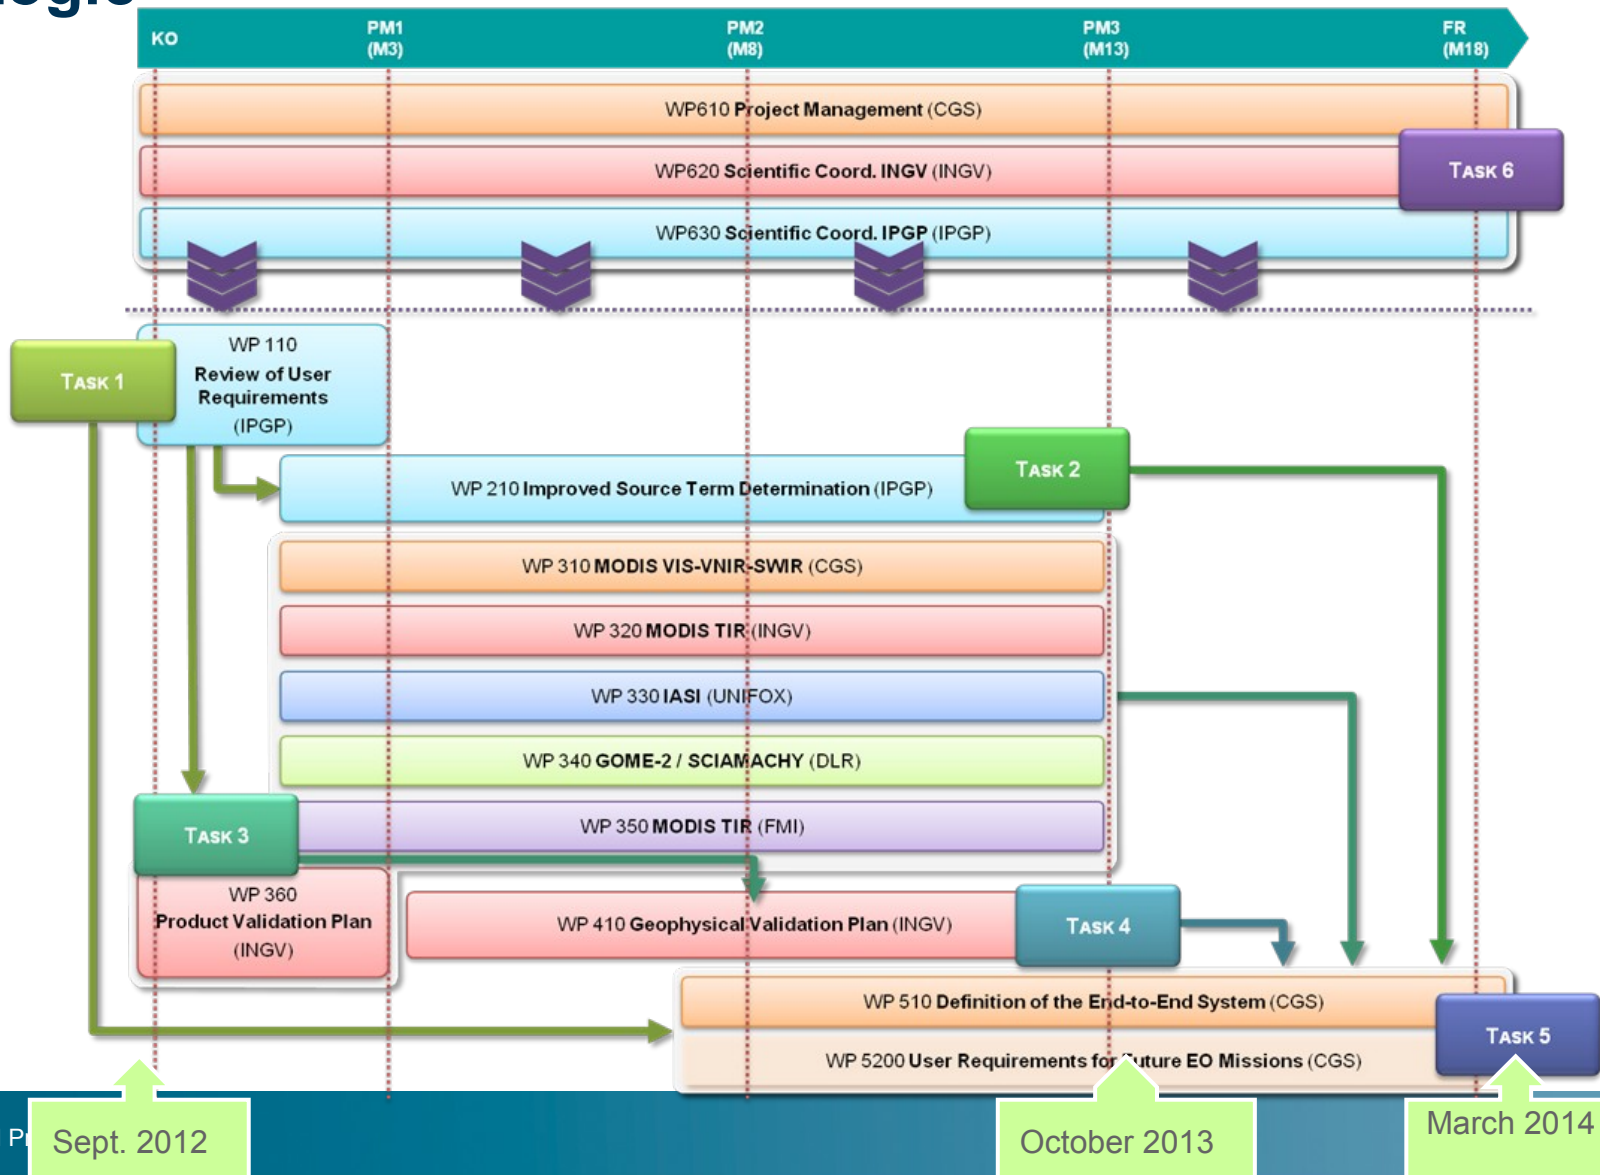 KO
PM1
(M3)
PM2
(M8)
PM3
(M13)
FR
(M18)
WP610 Project Management (CGS)
WP620 Scientific Coord. INGV (INGV)
TASK 6
WP630 Scientific Coord. IPGP (IPGP)
TASK 1
WP 110
Review of User
Requirements
(IPGP)
TASK 2
WP 210 Improved Source Term Determination (IPGP)
WP 310 MODIS VIS-VNIR-SWIR (CGS)
WP 320 MODIS TIR (INGV)
WP 330 IASI (UNIFOX)
WP 340 GOME-2 / SCIAMACHY (DLR)
TASK 3
WP 350 MODIS TIR (FMI)
WP 360
Product Validation Plan
(INGV)
WP 410 Geophysical Validation Plan (INGV)
TASK 4
WP 510 Definition of the End-to-End System (CGS)
TASK 5
WP 5200 User Requirements for Future EO Missions (CGS)
Sept. 2012
October 2013
March 2014